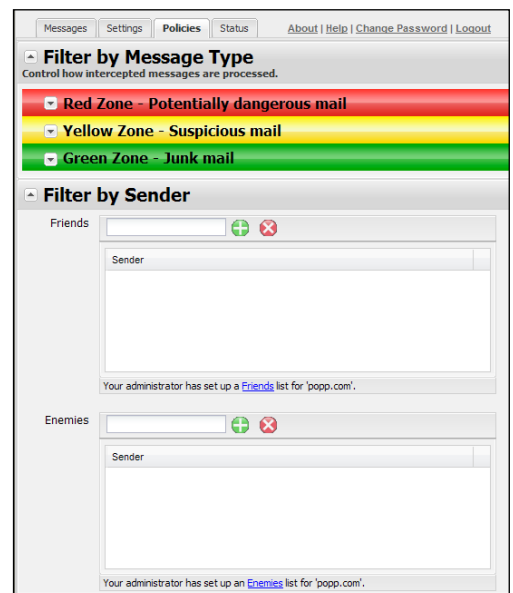 Messages Settings Policies Status About | Help | Change Password | Logout
Filter by Message Type
Control how intercepted messages are processed.
Red Zone - Potentially dangerous mail
Yellow Zone - Suspicious mail
Green Zone - Junk mail
Filter by Sender
Friends
Sender
Your administrator has set up a Friends list for 'popp.com'.
Enemies
Sender
Your administrator has set up an Enemies list for 'popp.com'.